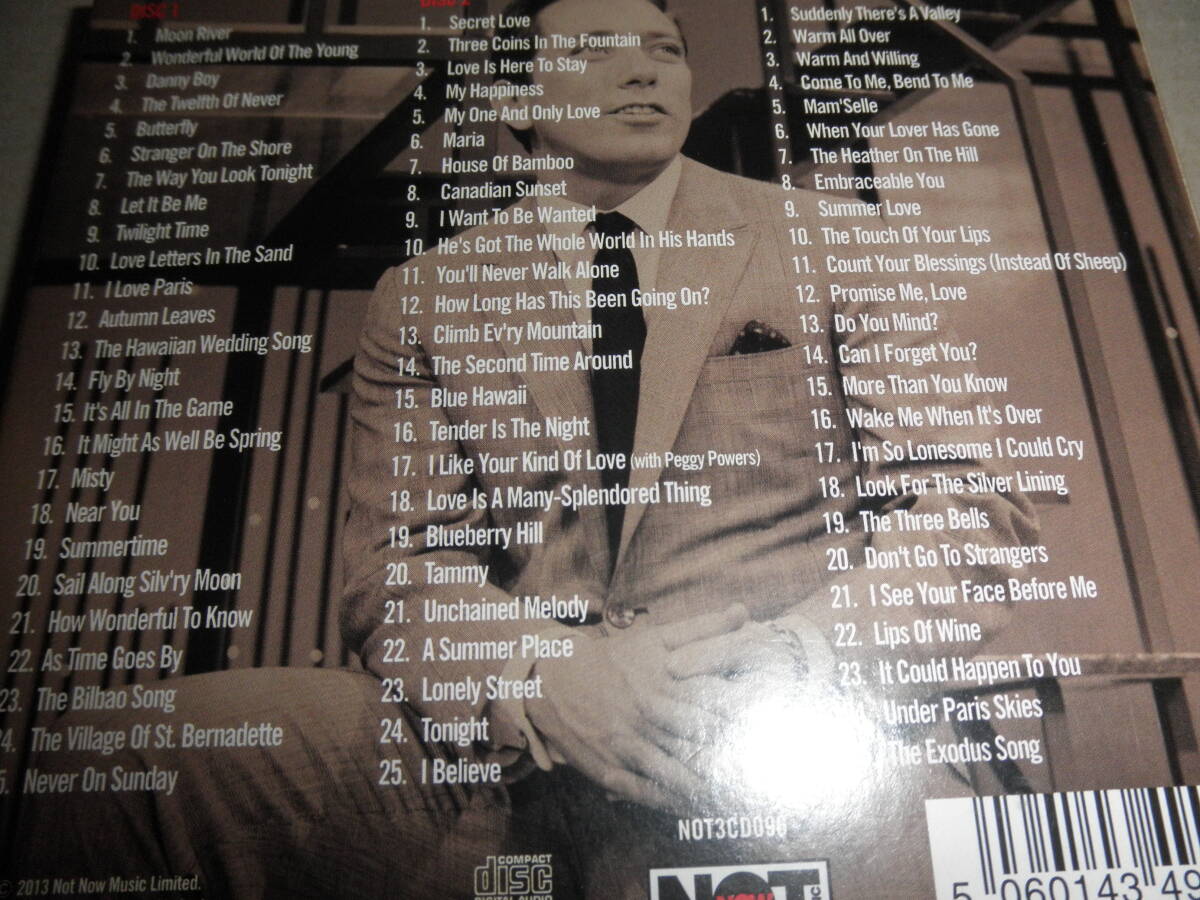 DISC 1
1. Moon River
2. Wonderful World Of The Young
3. Danny Boy
4. The Twelfth Of Never
5. Butterfly
6. Stranger On The Shore
7. The Way You Look Tonight
8. Let It Be Me
9. Twilight Time
10. Love Letters In The Sand
11. I Love Paris
12. Autumn Leaves
13. The Hawaiian Wedding Song
14. Fly By Night
15. It's All In The Game
16. It Might As Well Be Spring
17. Misty
18. Near You
19. Summertime
20. Sail Along Silv'ry Moon
21. How Wonderful To Know
22. As Time Goes By
23. The Bilbao Song
4. The Village Of St. Bernadette
5. Never On Sunday
DISC 2
1. Secret Love
2. Three Coins In The Fountain
3. Love Is Here To Stay
4. My Happiness
5. My One And Only Love
6. Maria
7. House Of Bamboo
8. Canadian Sunset
9. I Want To Be Wanted
10. He's Got The Whole World In His Hands
11. You'll Never Walk Alone
12. How Long Has This Been Going On?
13. Climb Ev'ry Mountain
14. The Second Time Around
15. Blue Hawaii
16. Tender Is The Night
17. I Like Your Kind Of Love (with Peggy Powers)
18. Love Is A Many-Splendored Thing
19. Blueberry Hill
20. Tammy
21. Unchained Melody
22. A Summer Place
23. Lonely Street
24. Tonight
25. I Believe
1. Suddenly There's A Valley
2. Warm All Over
3. Warm And Willing
4. Come To Me, Bend To Me
5. Mam'Selle
6. When Your Lover Has Gone
7. The Heather On The Hill
8. Embraceable You
9. Summer Love
10. The Touch Of Your Lips
11. Count Your Blessings (Instead Of Sheep)
12. Promise Me, Love
13. Do You Mind?
14. Can I Forget You?
15. More Than You Know
16. Wake Me When It's Over
17. I'm So Lonesome I Could Cry
18. Look For The Silver Lining
19. The Three Bells
20. Don't Go To Strangers
21. I See Your Face Before Me
22. Lips Of Wine
23. It Could Happen To You
Under Paris Skies
The Exodus Song
NOT3CD096
© 2013 Not Now Music Limited.
COMPACT
disc
DIGITAL AUDIO
NOT
NOW
5 060143 49